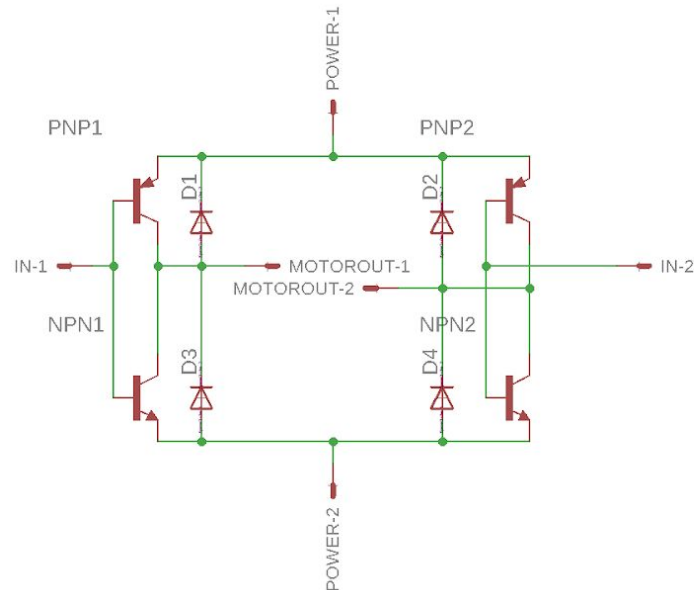 POWER-1
PNP1
PNP2
D1
D2
IN-1
MOTOROUT-1
IN-2
MOTOROUT-2
NPN1
NPN2
D3
D4
POWER-2